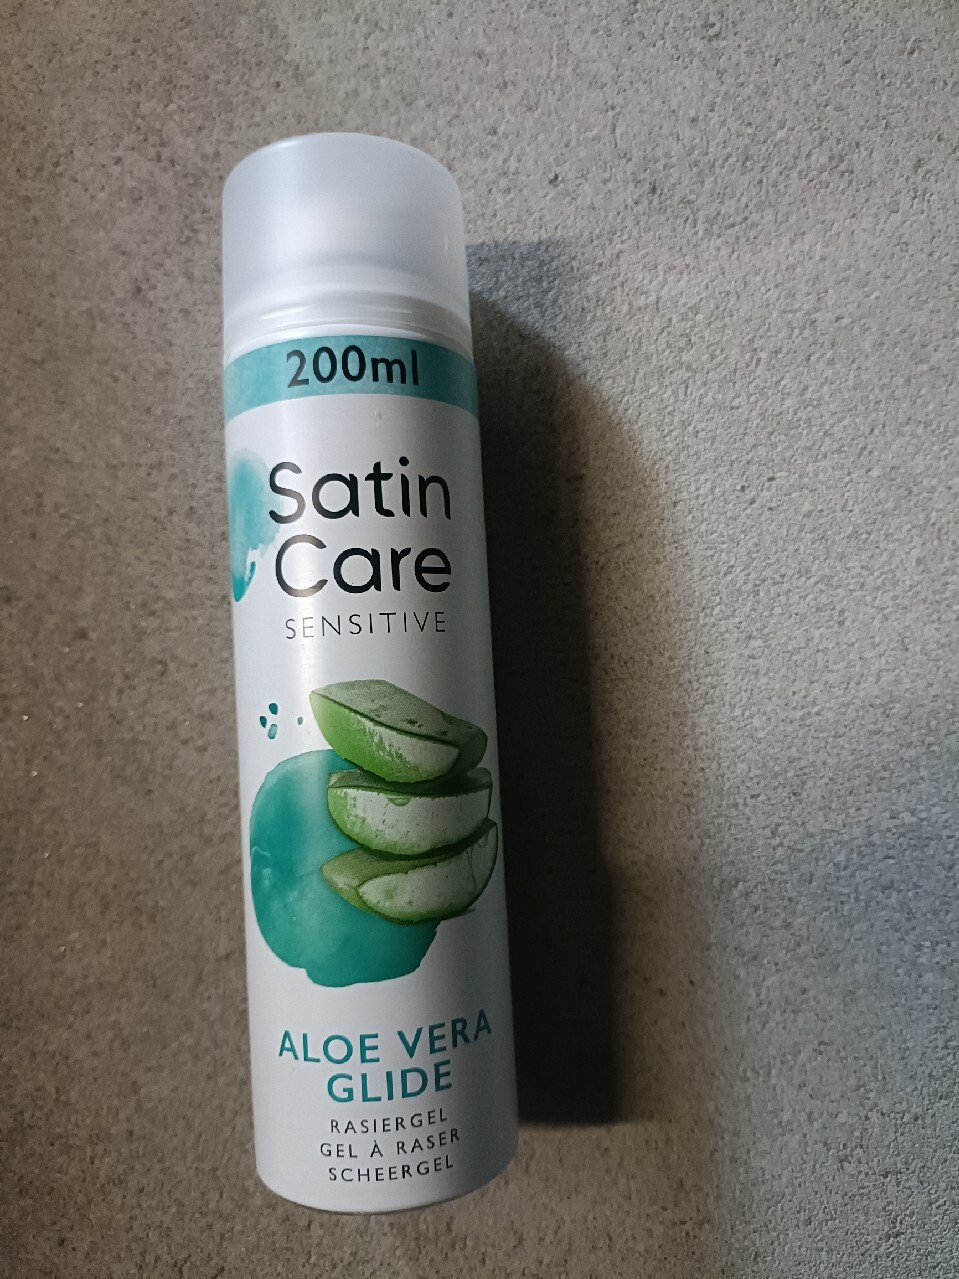 200ml
Satin
Care
SENSITIVE
ALOE VERA
GLIDE
RASIERGEL
GEL À RASER
SCHEERGEL